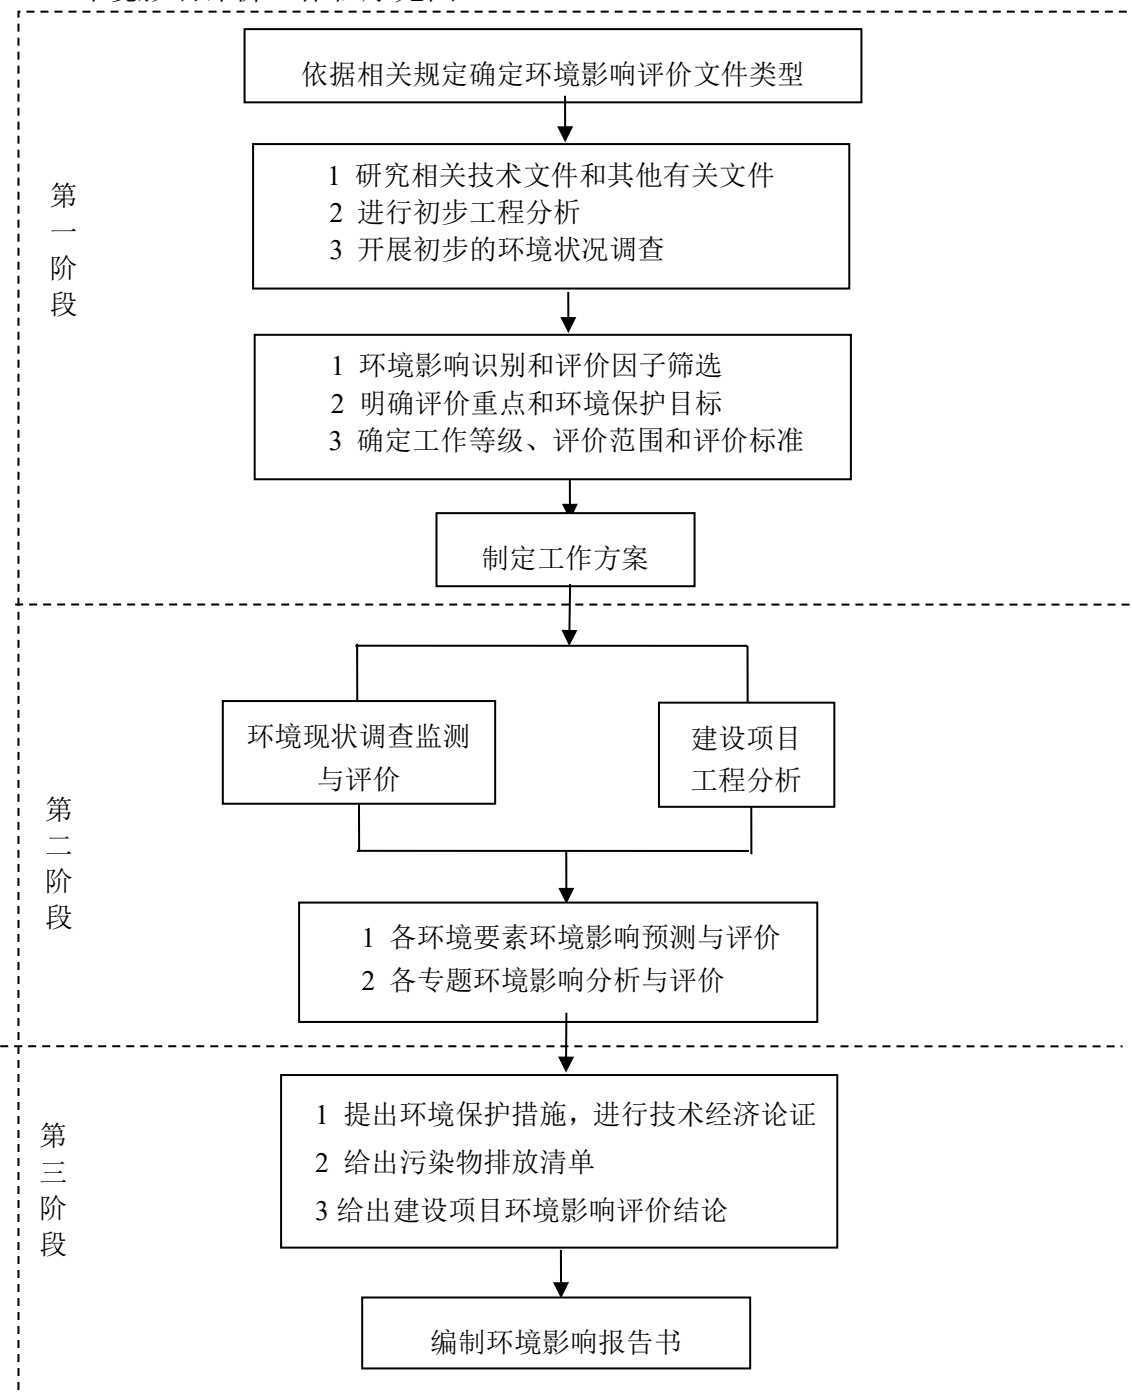 依据相关规定确定环境影响评价文件类型
第一阶段
1 研究相关技术文件和其他有关文件
2 进行初步工程分析
3 开展初步的环境状况调查
1 环境影响识别和评价因子筛选
2 明确评价重点和环境保护目标
3 确定工作等级、评价范围和评价标准
制定工作方案
第二阶段
环境现状调查监测
与评价
建设项目
工程分析
1 各环境要素环境影响预测与评价
2 各专题环境影响分析与评价
第三阶段
1 提出环境保护措施，进行技术经济论证
2 给出污染物排放清单
3 给出建设项目环境影响评价结论
编制环境影响报告书